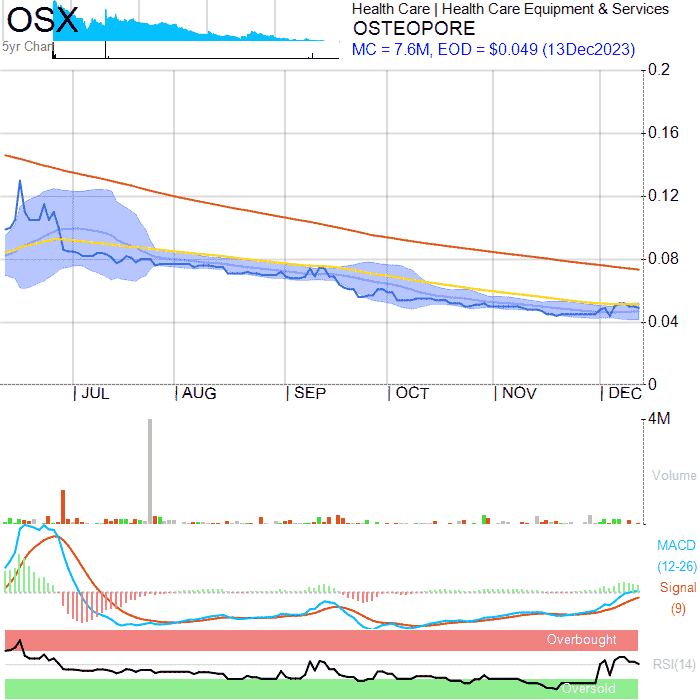 OSX
5yr Chart
Health Care | Health Care Equipment & Services
OSTEOPORE
MC = 7.6M, EOD = $0.049 (13Dec2023)
0.2
0.16
0.12
0.08
0.04
0
| JUL | AUG | SEP | OCT | NOV | DEC
4M
Volume
MACD
(12-26)
Signal
(9)
Overbought
RSI(14)
Oversold